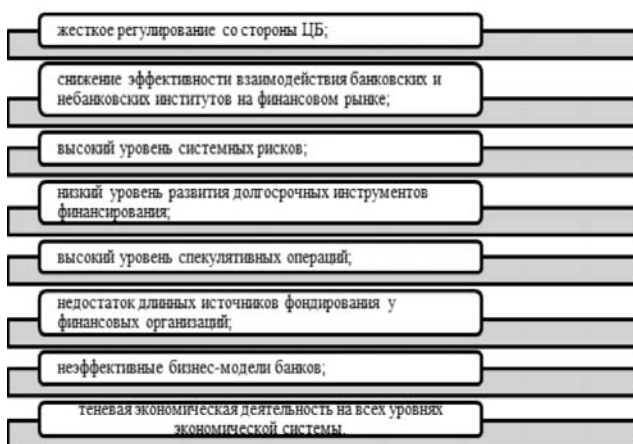 жесткое регулирование со стороны ЦБ;
снижение эффективности взаимодействия банковских и
небанковских институтов на финансовом рынке;
высокий уровень системных рисков;
низкий уровень развития долгосрочных инструментов
финансирования;
высокий уровень спекулятивных операций;
недостаток длинных источников фондирования у
финансовых организаций;
неэффективные бизнес-модели банков;
теневая экономическая деятельность на всех уровнях
экономической системы.